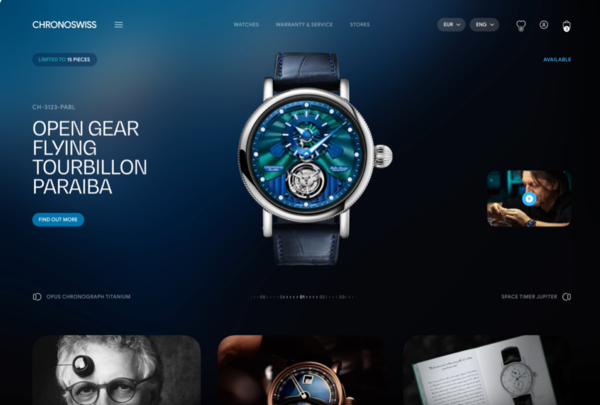 CHRONOSWISS
WATCHES
WARRANTY & SERVICE
STORES
EUR
ENG
LIMITED TO 15 PIECES
AVAILABLE
CH-3123-PABL
OPEN GEAR
FLYING
TOURBILLON
PARAIBA
FIND OUT MORE
OPUS CHRONOGRAPH TITANIUM
01
SPACE TIMER JUPITER